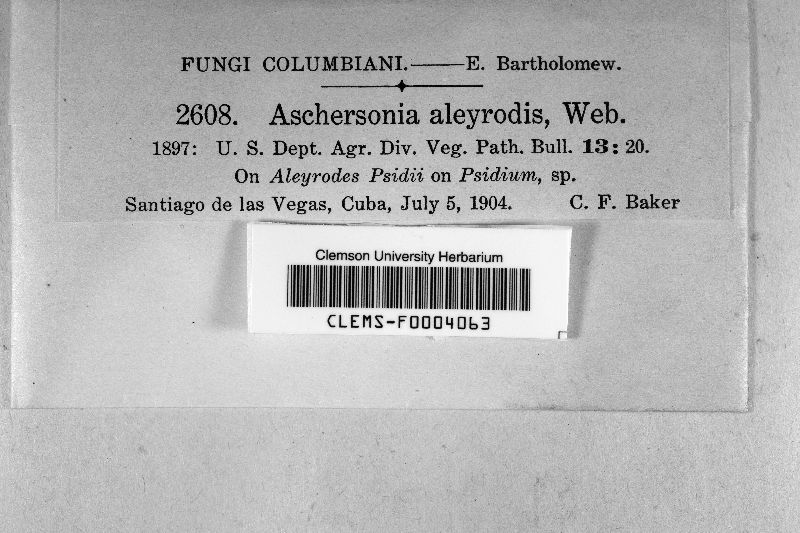 FUNGI COLUMBIANI.——E. Bartholomew.
2608. Aschersonia aleyrodis, Web.
1897: U. S. Dept. Agr. Div. Veg. Path. Bull. 13: 20.
On Aleyrodes Psidii on Psidium, sp.
Santiago de las Vegas, Cuba, July 5, 1904. C. F. Baker
Clemson University Herbarium
CLEMS-F0004063